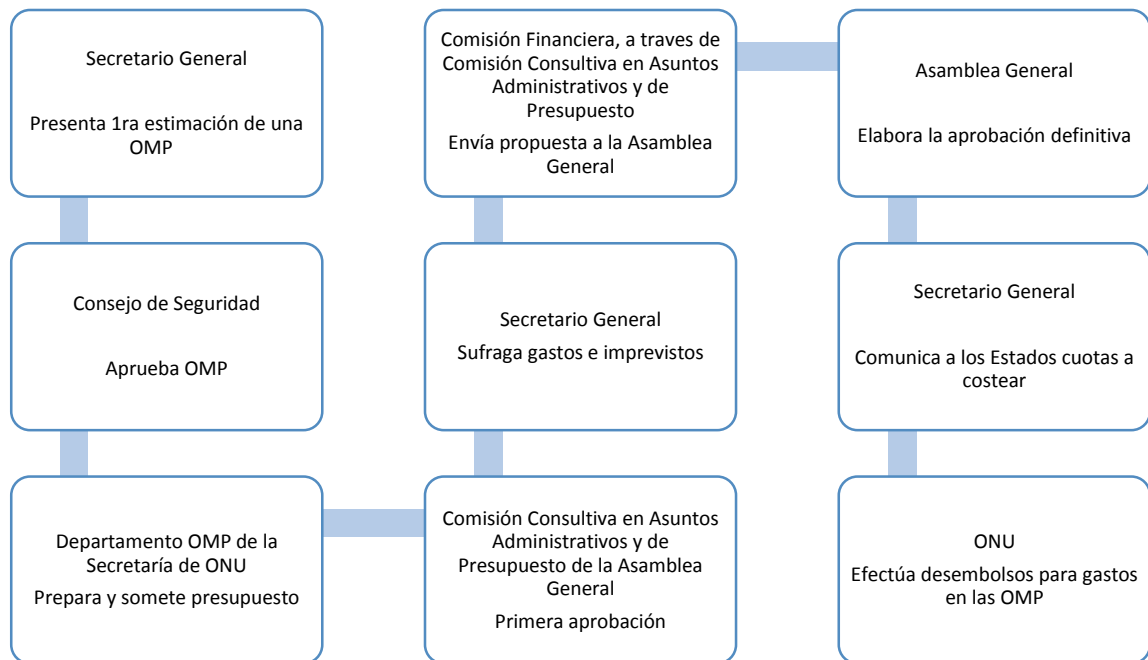 Secretario General
Presenta 1ra estimación de una
OMP
Consejo de Seguridad
Aprueba OMP
Departamento OMP de la
Secretaría de ONU
Prepara y somete presupuesto
Comisión Consultiva en Asuntos
Administrativos y de
Presupuesto de la Asamblea
General
Primera aprobación
Secretario General
Sufraga gastos e imprevistos
Comisión Financiera, a traves de
Comisión Consultiva en Asuntos
Administrativos y de
Presupuesto
Envía propuesta a la Asamblea
General
Asamblea General
Elabora la aprobación definitiva
Secretario General
Comunica a los Estados cuotas a
costear
ONU
Efectúa desembolsos para gastos
en las OMP